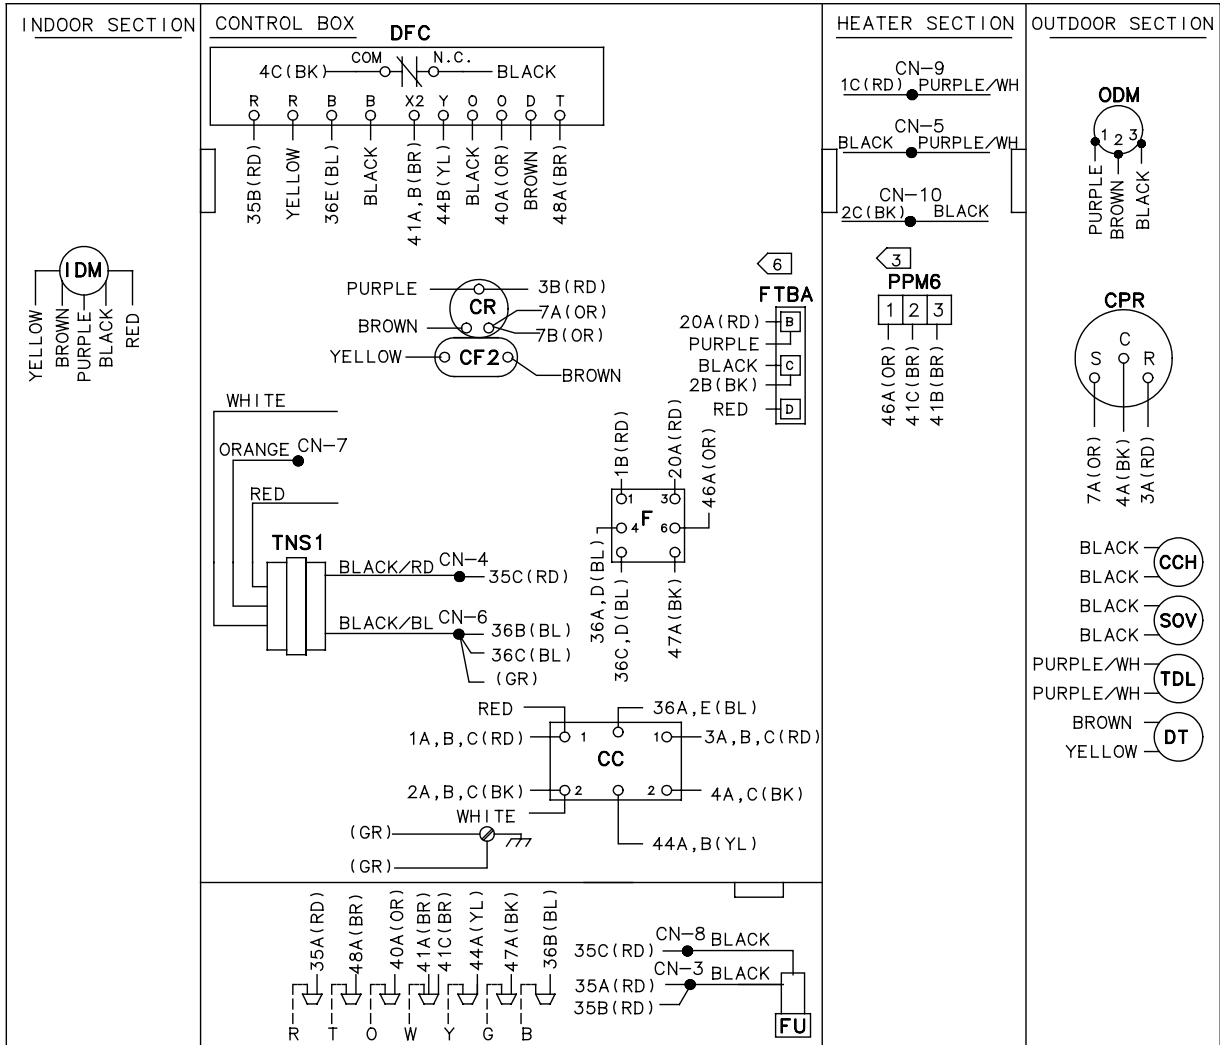 INDOOR SECTION
CONTROL BOX
HEATER SECTION
OUTDOOR SECTION
DFC
4C(BK)
COM
N.C.
BLACK
R R B B X2 Y O O D T
35B(RD)
YELLOW
36E(BL)
BLACK
41A,B(BR)
44B(YL)
BLACK
40A(OR)
BROWN
48A(BR)
IDM
YELLOW
BROWN
PURPLE
BLACK
RED
PURPLE
CR
3B(RD)
7A(OR)
BROWN
7B(OR)
YELLOW
CF2
BROWN
6
FTBA
20A(RD)
B
PURPLE
BLACK
C
2B(BK)
RED
D
WHITE
ORANGE
CN-7
RED
TNS1
BLACK/RD
CN-4
35C(RD)
BLACK/BL
CN-6
36B(BL)
36C(BL)
(GR)
1B(RD)
20A(RD)
46A(OR)
1
3
F
4
6
36A,D(BL)
36C,D(BL)
47A(BK)
RED
36A,E(BL)
1A,B,C(RD)
1
1
3A,B,C(RD)
CC
2A,B,C(BK)
2
2
4A,C(BK)
WHITE
44A,B(YL)
(GR)
(GR)
35A(RD)
48A(BR)
40A(OR)
41A(BR)
41C(BR)
44A(YL)
47A(BK)
36B(BL)
R T O W Y G B
35C(RD)
CN-8
BLACK
35A(RD)
CN-3
BLACK
35B(RD)
FU
CN-9
1C(RD)
PURPLE/WH
CN-5
BLACK
PURPLE/WH
CN-10
2C(BK)
BLACK
3
PPM6
1 2 3
46A(OR)
41C(BR)
41B(BR)
ODM
1 2 3
PURPLE
BROWN
BLACK
CPR
C
S
R
7A(OR)
4A(BK)
3A(RD)
BLACK
CCH
BLACK
BLACK
SOV
BLACK
PURPLE/WH
TDL
PURPLE/WH
BROWN
DT
YELLOW